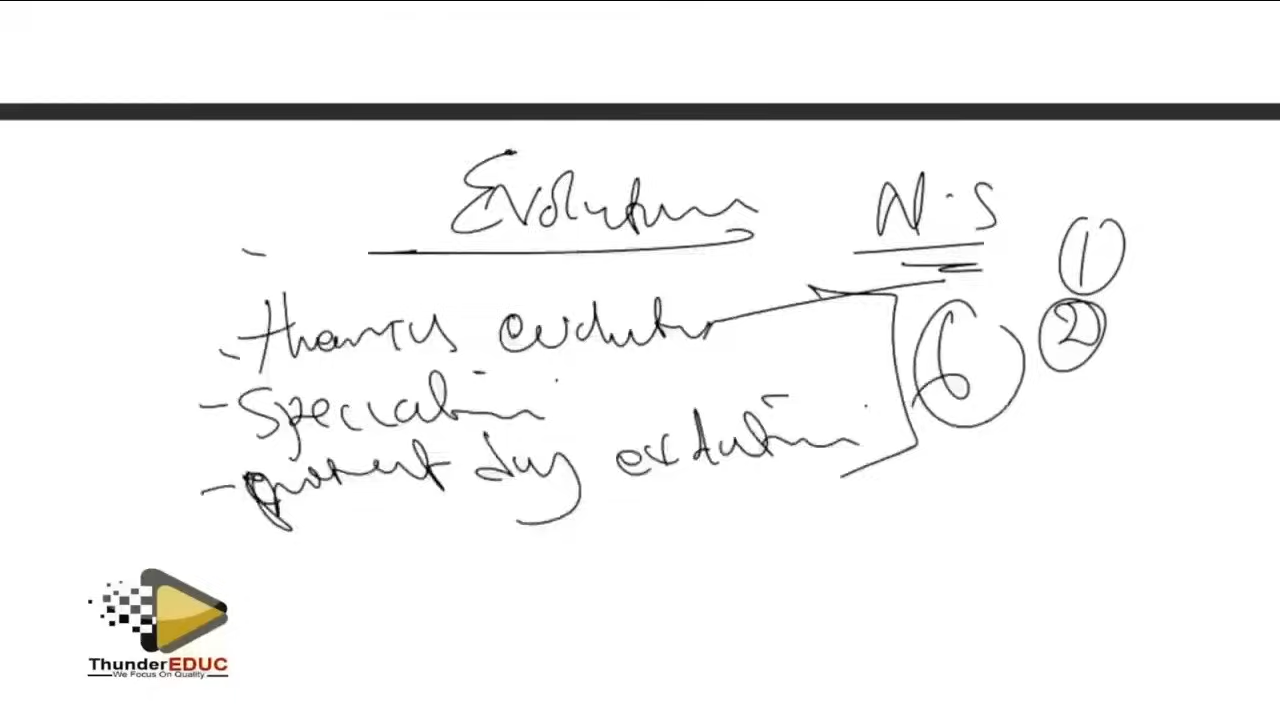 Evolution
N.S
①
- theories evolution
②
6
- Speciation
- present day evolution
ThunderEDUC
We Focus On Quality